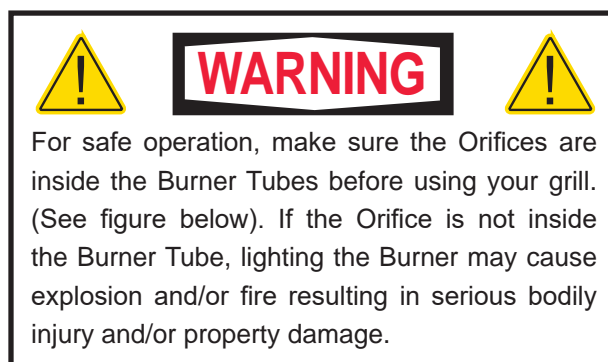 WARNING
For safe operation, make sure the Orifices are
inside the Burner Tubes before using your grill.
(See figure below). If the Orifice is not inside
the Burner Tube, lighting the Burner may cause
explosion and/or fire resulting in serious bodily
injury and/or property damage.